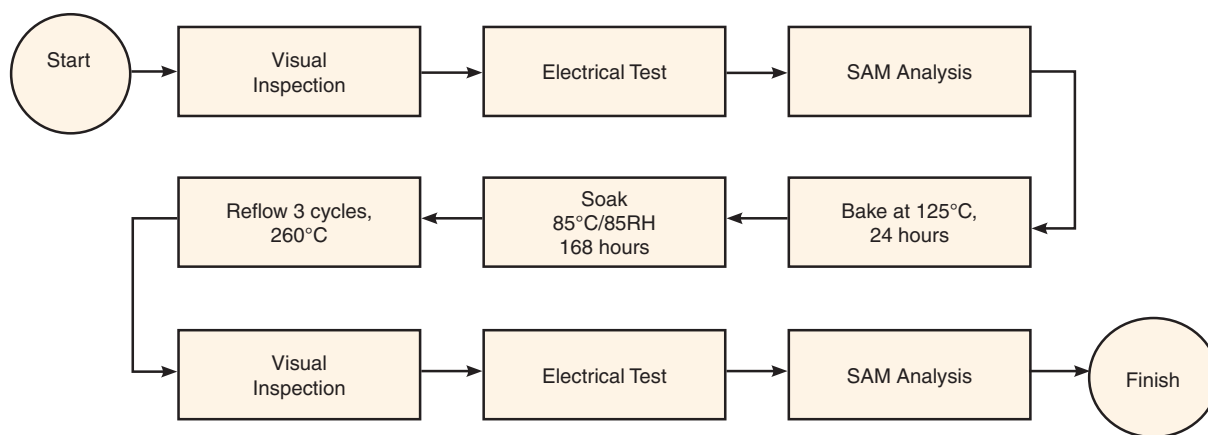 Start
Visual
Inspection
Electrical Test
SAM Analysis
Bake at 125°C,
24 hours
Soak
85°C/85RH
168 hours
Reflow 3 cycles,
260°C
Visual
Inspection
Electrical Test
SAM Analysis
Finish